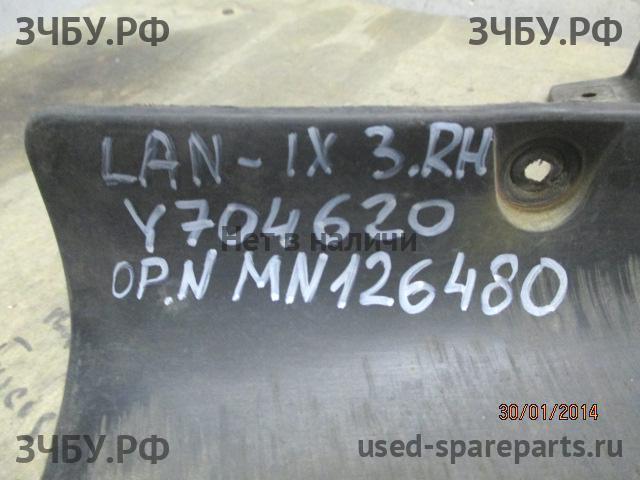 ЗЧБУ.РФ ЗЧБУ.РФ
LAN-IX 3.RH
Y704620
Нет в наличии
OP.N MN126480
30/01/2014
ЗЧБУ.РФ used-spareparts.ru